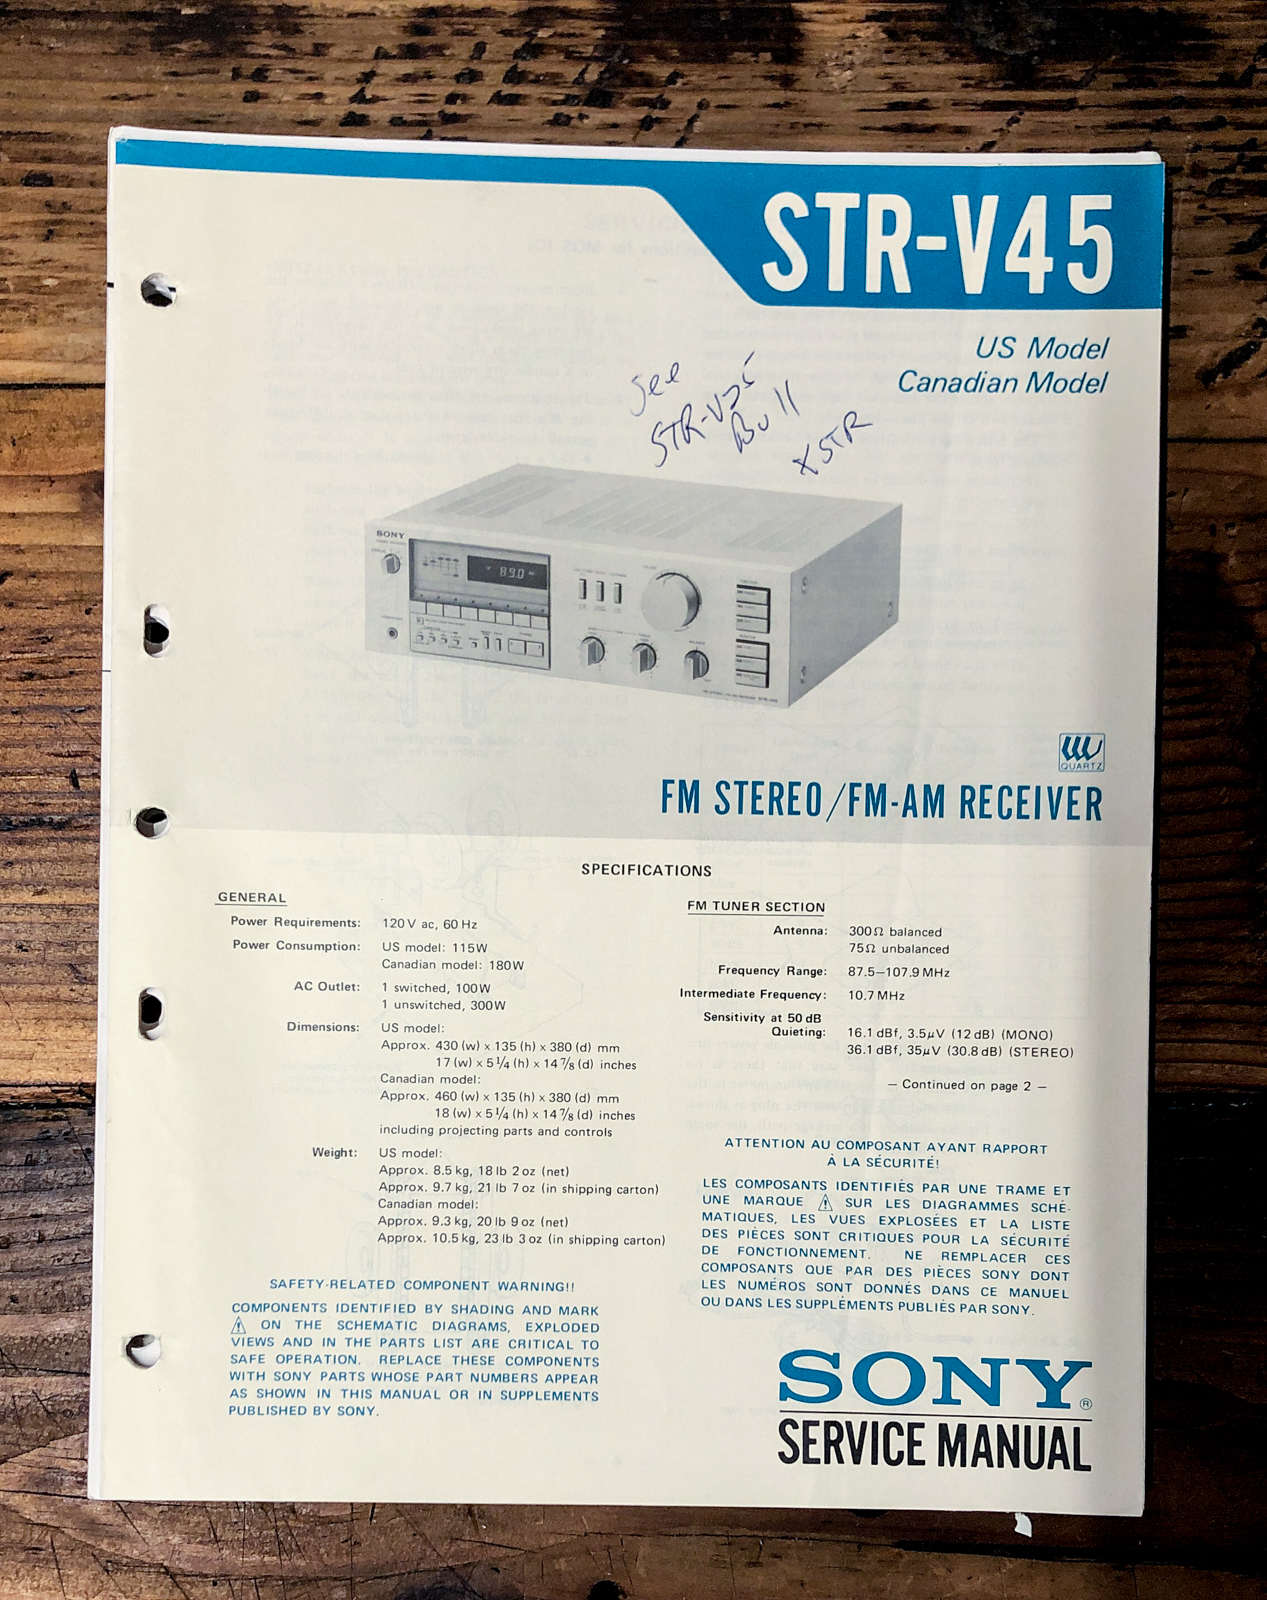 STR-V45
US Model
Canadian Model
See
STR-V55
Bull
XSTR
SONY
89.0
QUARTZ
FM STEREO/FM-AM RECEIVER
SPECIFICATIONS
GENERAL
Power Requirements: 120 V ac, 60 Hz
Power Consumption: US model: 115W
Canadian model: 180W
AC Outlet: 1 switched, 100W
1 unswitched, 300W
Dimensions: US model:
Approx. 430 (w) x 135 (h) x 380 (d) mm
17 (w) x 5 1/4 (h) x 14 7/8 (d) inches
Canadian model:
Approx. 460 (w) x 135 (h) x 380 (d) mm
18 (w) x 5 1/4 (h) x 14 7/8 (d) inches
including projecting parts and controls
Weight: US model:
Approx. 8.5 kg, 18 lb 2 oz (net)
Approx. 9.7 kg, 21 lb 7 oz (in shipping carton)
Canadian model:
Approx. 9.3 kg, 20 lb 9 oz (net)
Approx. 10.5 kg, 23 lb 3 oz (in shipping carton)
SAFETY-RELATED COMPONENT WARNING!!
COMPONENTS IDENTIFIED BY SHADING AND MARK
⚠ ON THE SCHEMATIC DIAGRAMS, EXPLODED
VIEWS AND IN THE PARTS LIST ARE CRITICAL TO
SAFE OPERATION. REPLACE THESE COMPONENTS
WITH SONY PARTS WHOSE PART NUMBERS APPEAR
AS SHOWN IN THIS MANUAL OR IN SUPPLEMENTS
PUBLISHED BY SONY.
FM TUNER SECTION
Antenna: 300Ω balanced
75Ω unbalanced
Frequency Range: 87.5–107.9 MHz
Intermediate Frequency: 10.7 MHz
Sensitivity at 50 dB
Quieting: 16.1 dBf, 3.5μV (12 dB) (MONO)
36.1 dBf, 35μV (30.8 dB) (STEREO)
– Continued on page 2 –
ATTENTION AU COMPOSANT AYANT RAPPORT
À LA SÉCURITÉ!
LES COMPOSANTS IDENTIFIÉS PAR UNE TRAME ET
UNE MARQUE ⚠ SUR LES DIAGRAMMES SCHÉ-
MATIQUES, LES VUES EXPLOSÉES ET LA LISTE
DES PIÈCES SONT CRITIQUES POUR LA SÉCURITÉ
DE FONCTIONNEMENT. NE REMPLACER CES
COMPOSANTS QUE PAR DES PIÈCES SONY DONT
LES NUMÉROS SONT DONNÉS DANS CE MANUEL
OU DANS LES SUPPLÉMENTS PUBLIÉS PAR SONY.
SONY®
SERVICE MANUAL